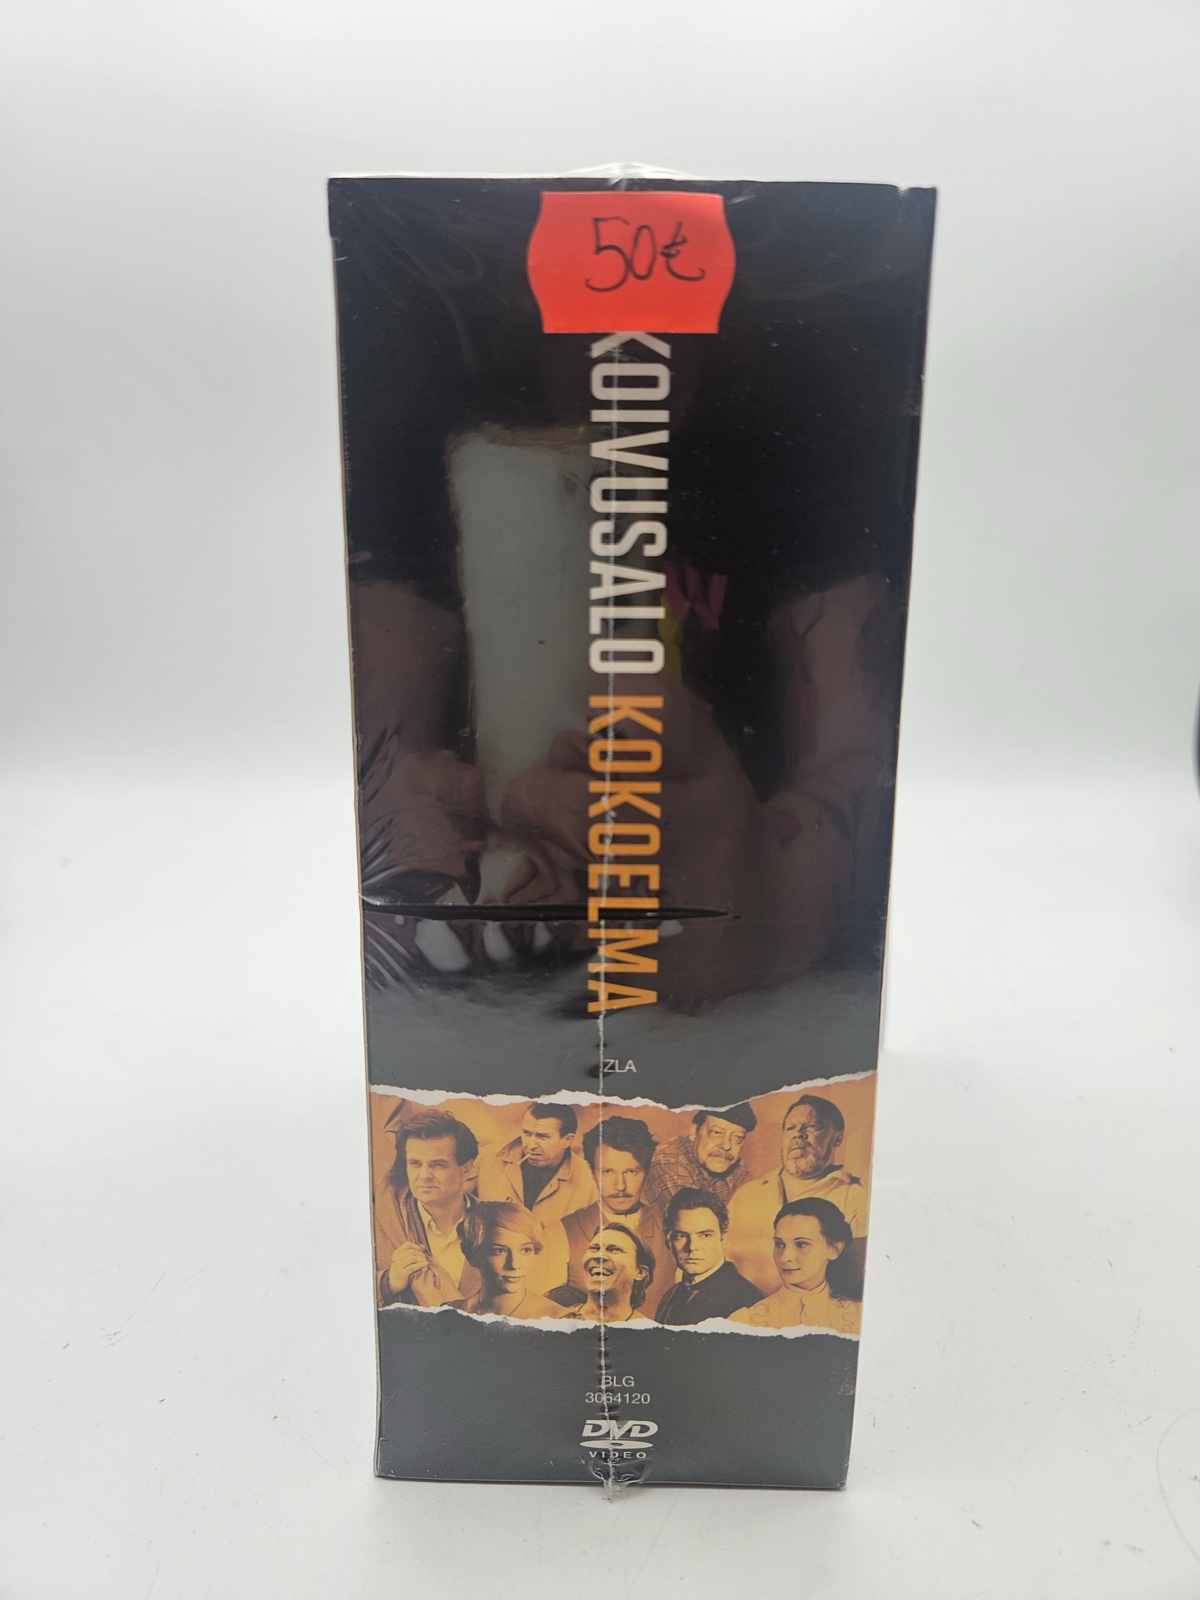 50€
KOIVUSALO KOKOELMA
ZLA
BLG
3064120
DVD
VIDEO